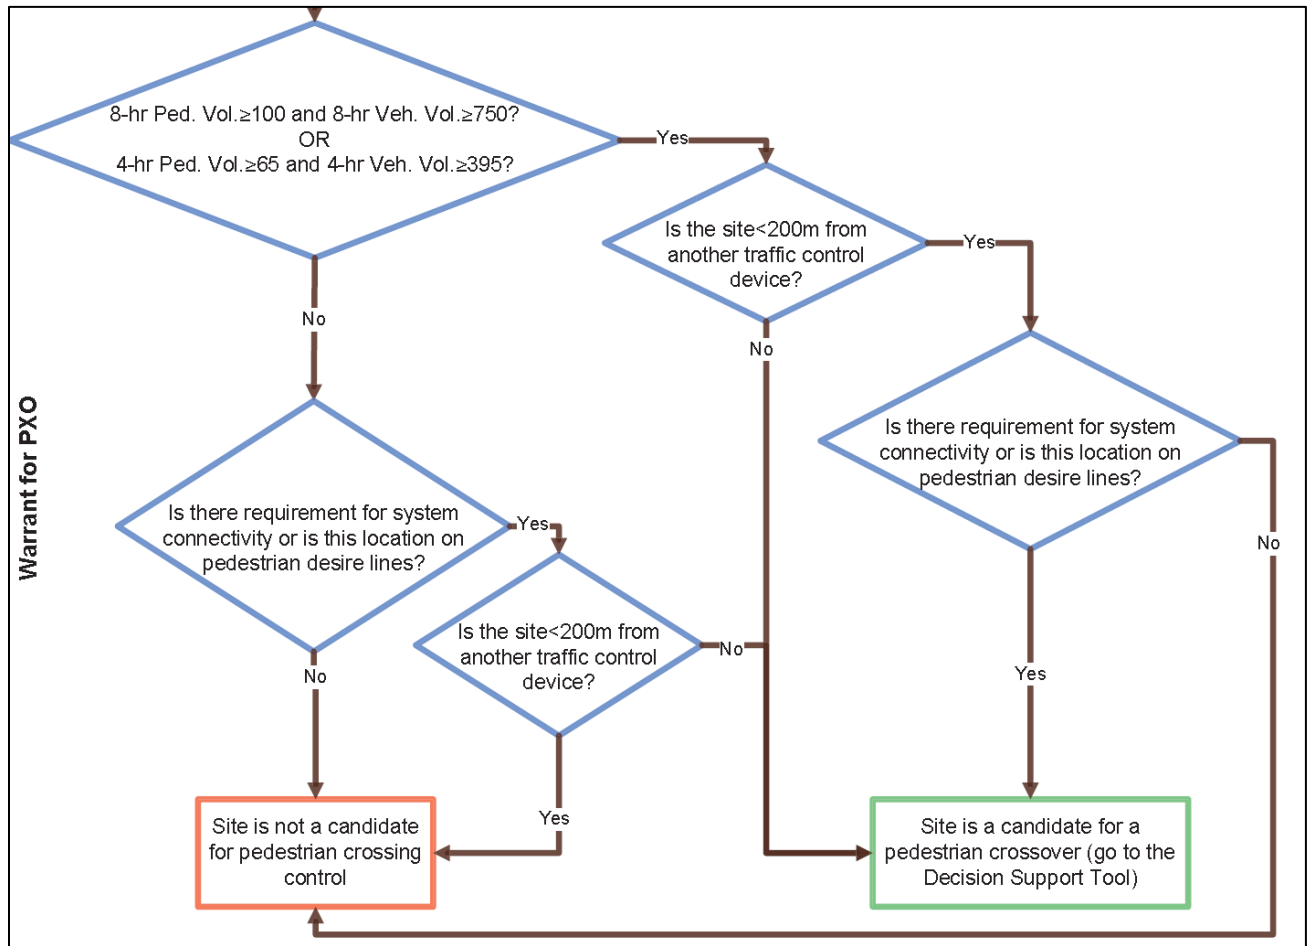 8-hr Ped. Vol.≥100 and 8-hr Veh. Vol.≥750?
OR
4-hr Ped. Vol.≥65 and 4-hr Veh. Vol.≥395?
Yes
Is the site<200m from
another traffic control
device?
Yes
No
No
Warrant for PXO
Is there requirement for system
connectivity or is this location on
pedestrian desire lines?
No
Is there requirement for system
connectivity or is this location on
pedestrian desire lines?
Yes
Is the site<200m from
another traffic control
device?
No
No
Yes
Yes
Site is not a candidate
for pedestrian crossing
control
Site is a candidate for a
pedestrian crossover (go to the
Decision Support Tool)